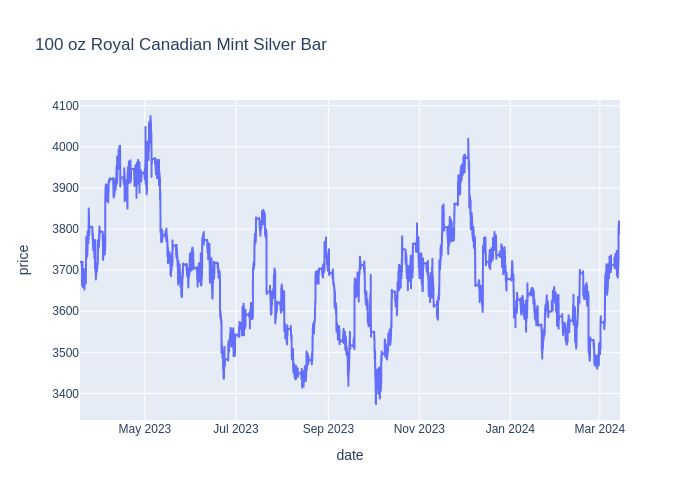 100 oz Royal Canadian Mint Silver Bar
4100
4000
3900
3800
3700
3600
3500
3400
price
May 2023 Jul 2023 Sep 2023 Nov 2023 Jan 2024 Mar 2024
date